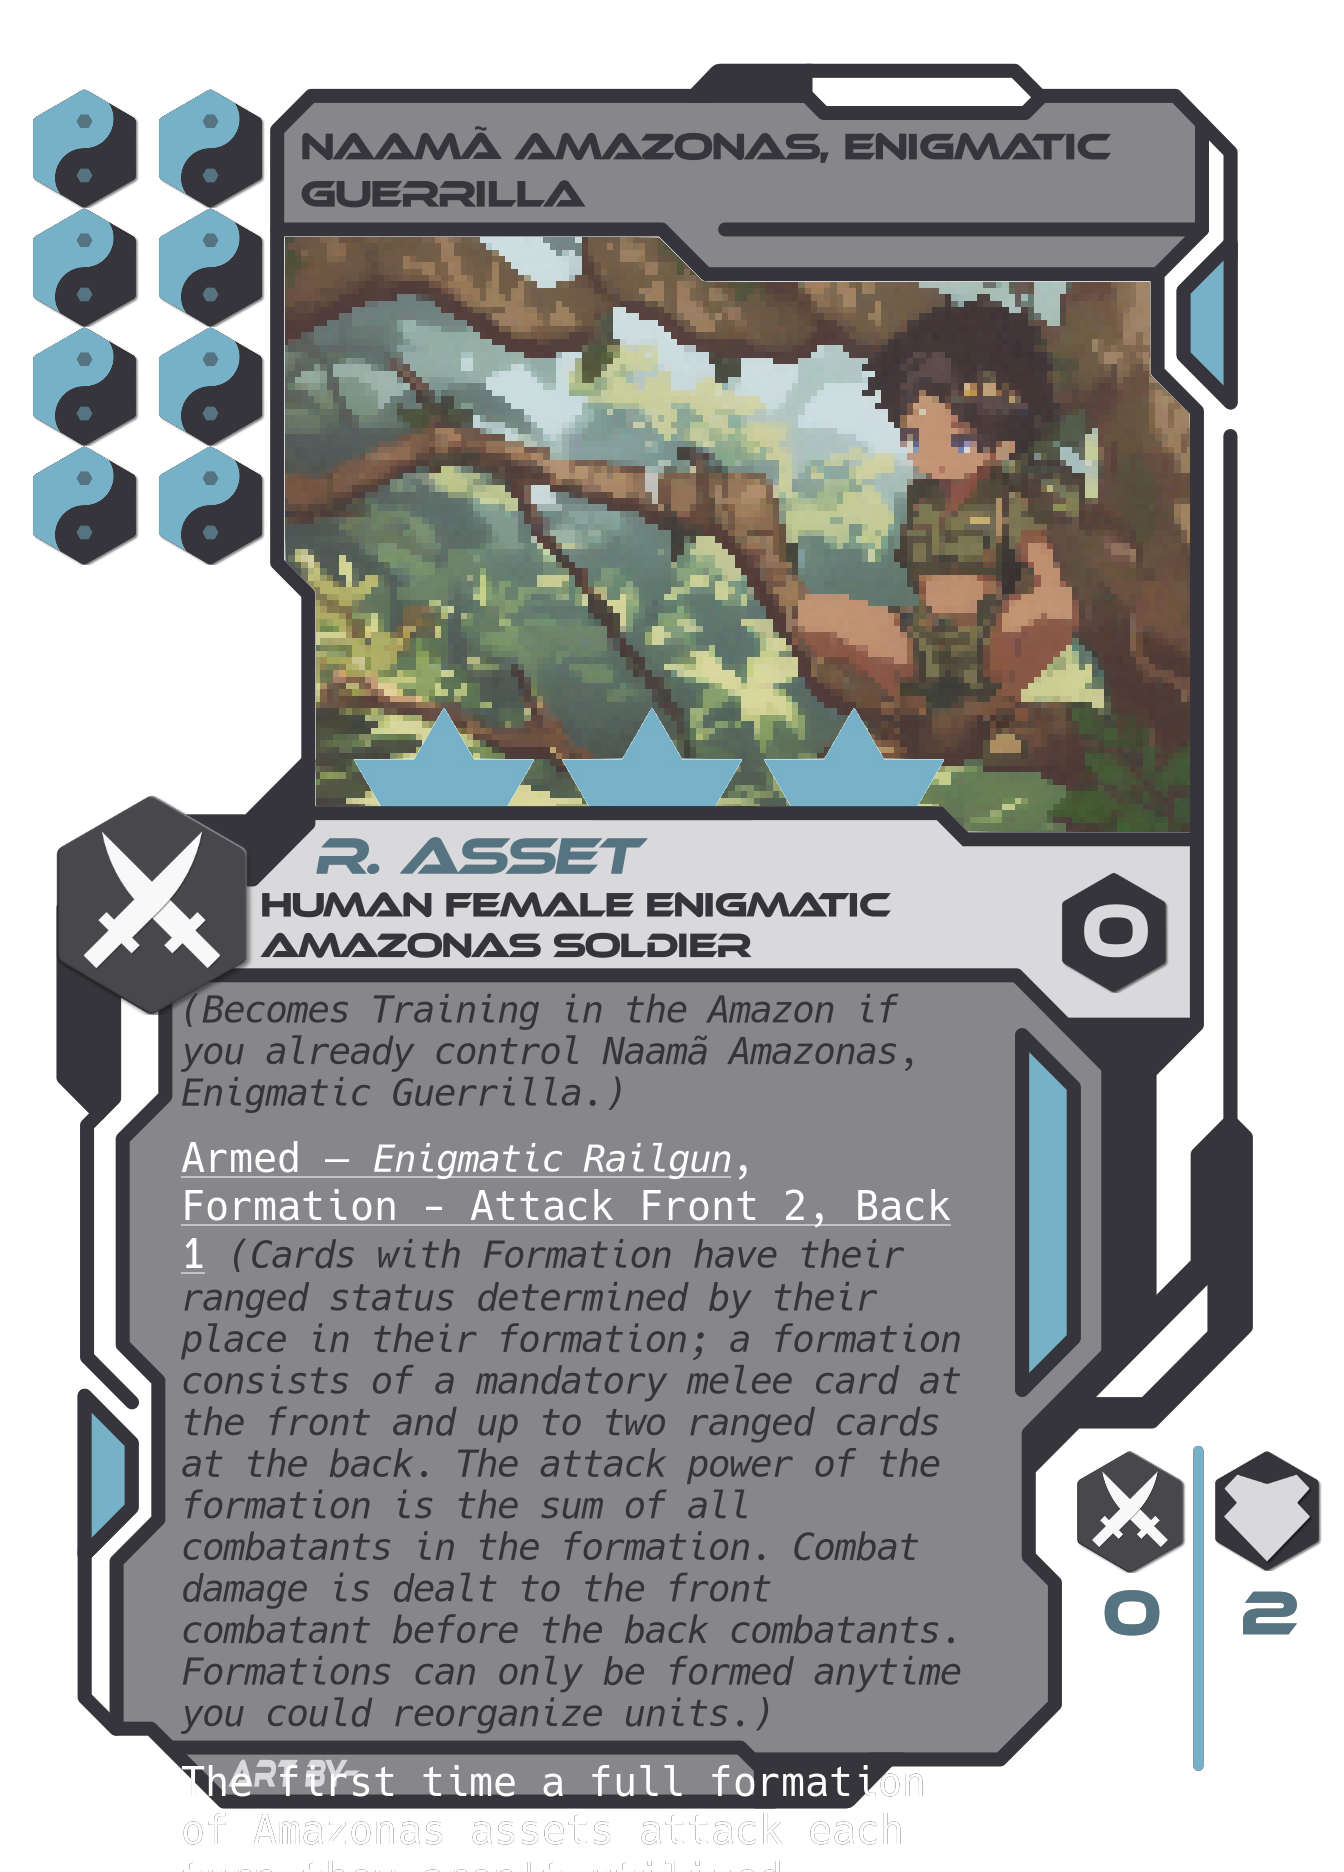 NAAMÃ AMAZONAS, ENIGMATIC
GUERRILLA
R. ASSET
HUMAN FEMALE ENIGMATIC
AMAZONAS SOLDIER
0
(Becomes Training in the Amazon if
you already control Naamã Amazonas,
Enigmatic Guerrilla.)
Armed – Enigmatic Railgun,
Formation - Attack Front 2, Back
1 (Cards with Formation have their
ranged status determined by their
place in their formation; a formation
consists of a mandatory melee card at
the front and up to two ranged cards
at the back. The attack power of the
formation is the sum of all
combatants in the formation. Combat
damage is dealt to the front
combatant before the back combatants.
Formations can only be formed anytime
you could reorganize units.)
0 2
ART BY-
The first time a full formation
of Amazonas assets attack each
turn they aren't utilized